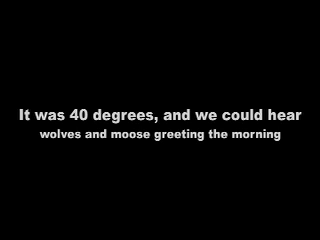 It was 40 degrees, and we could hear
wolves and moose greeting the morning